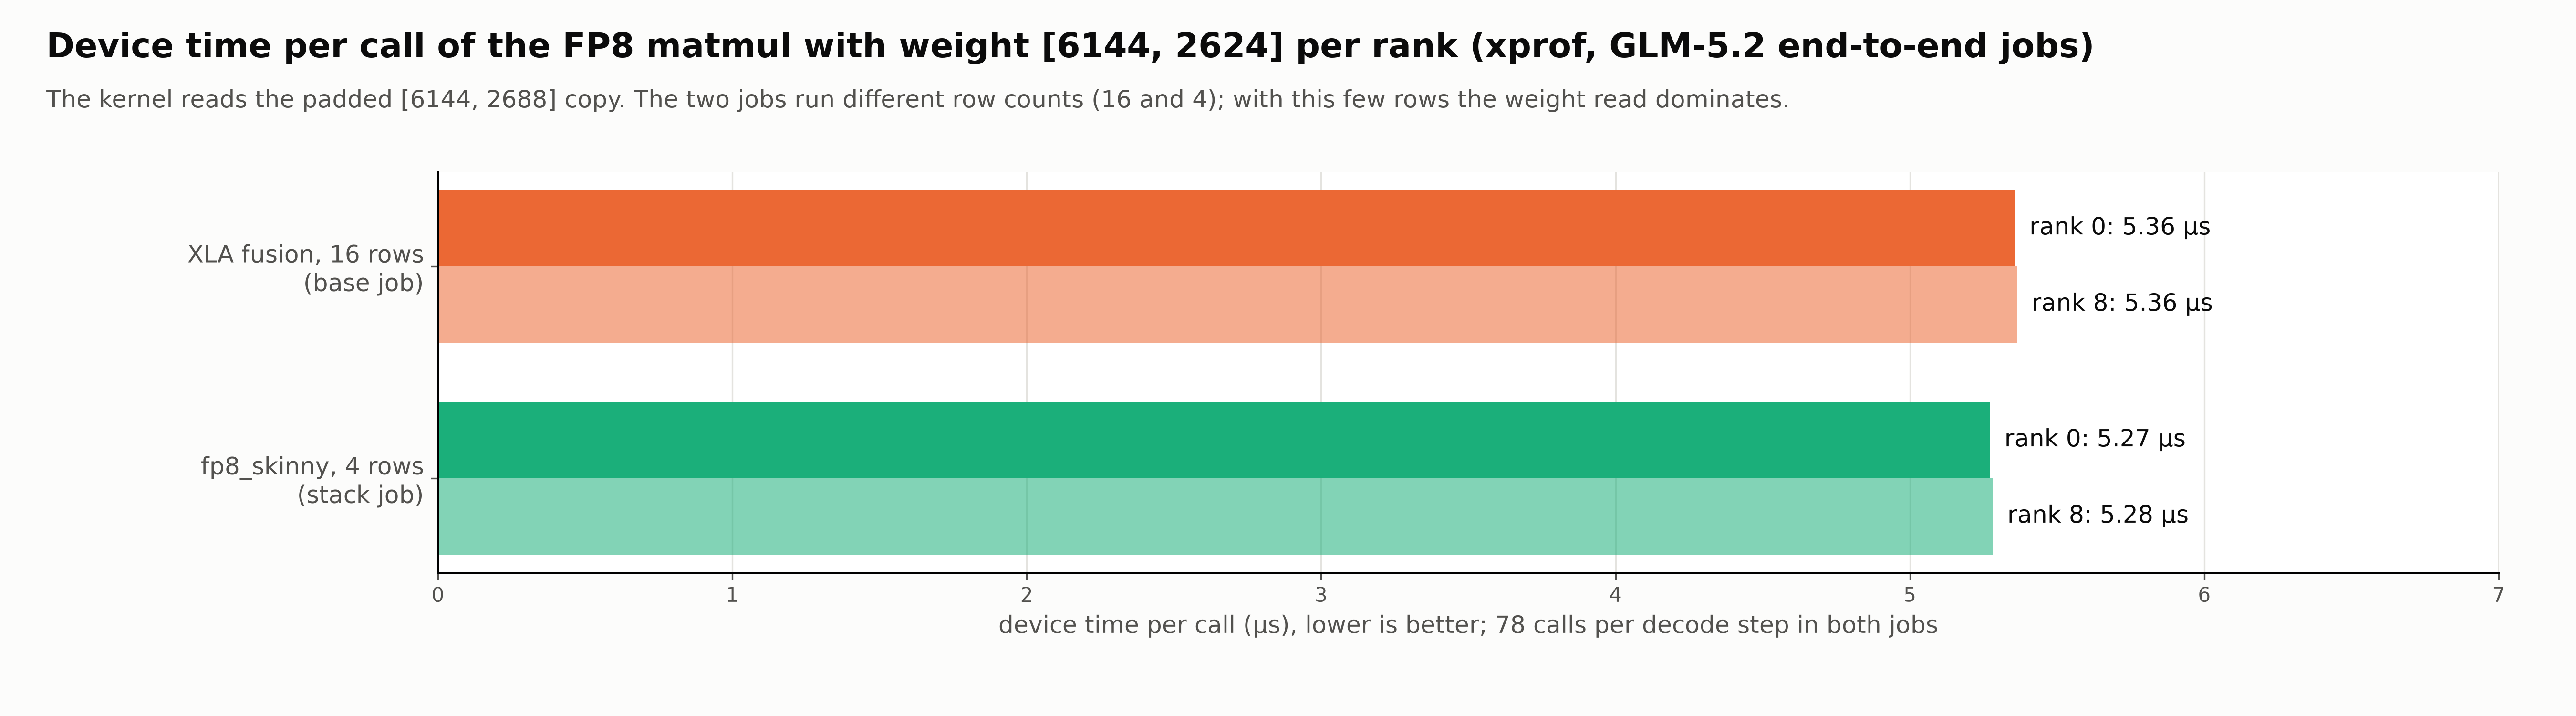 Device time per call of the FP8 matmul with weight [6144, 2624] per rank (xprof, GLM-5.2 end-to-end jobs)
The kernel reads the padded [6144, 2688] copy. The two jobs run different row counts (16 and 4); with this few rows the weight read dominates.
rank 0: 5.36 µs
XLA fusion, 16 rows
(base job)
rank 8: 5.36 µs
rank 0: 5.27 µs
fp8_skinny, 4 rows
(stack job)
rank 8: 5.28 µs
0 1 2 3 4 5 6 7
device time per call (µs), lower is better; 78 calls per decode step in both jobs